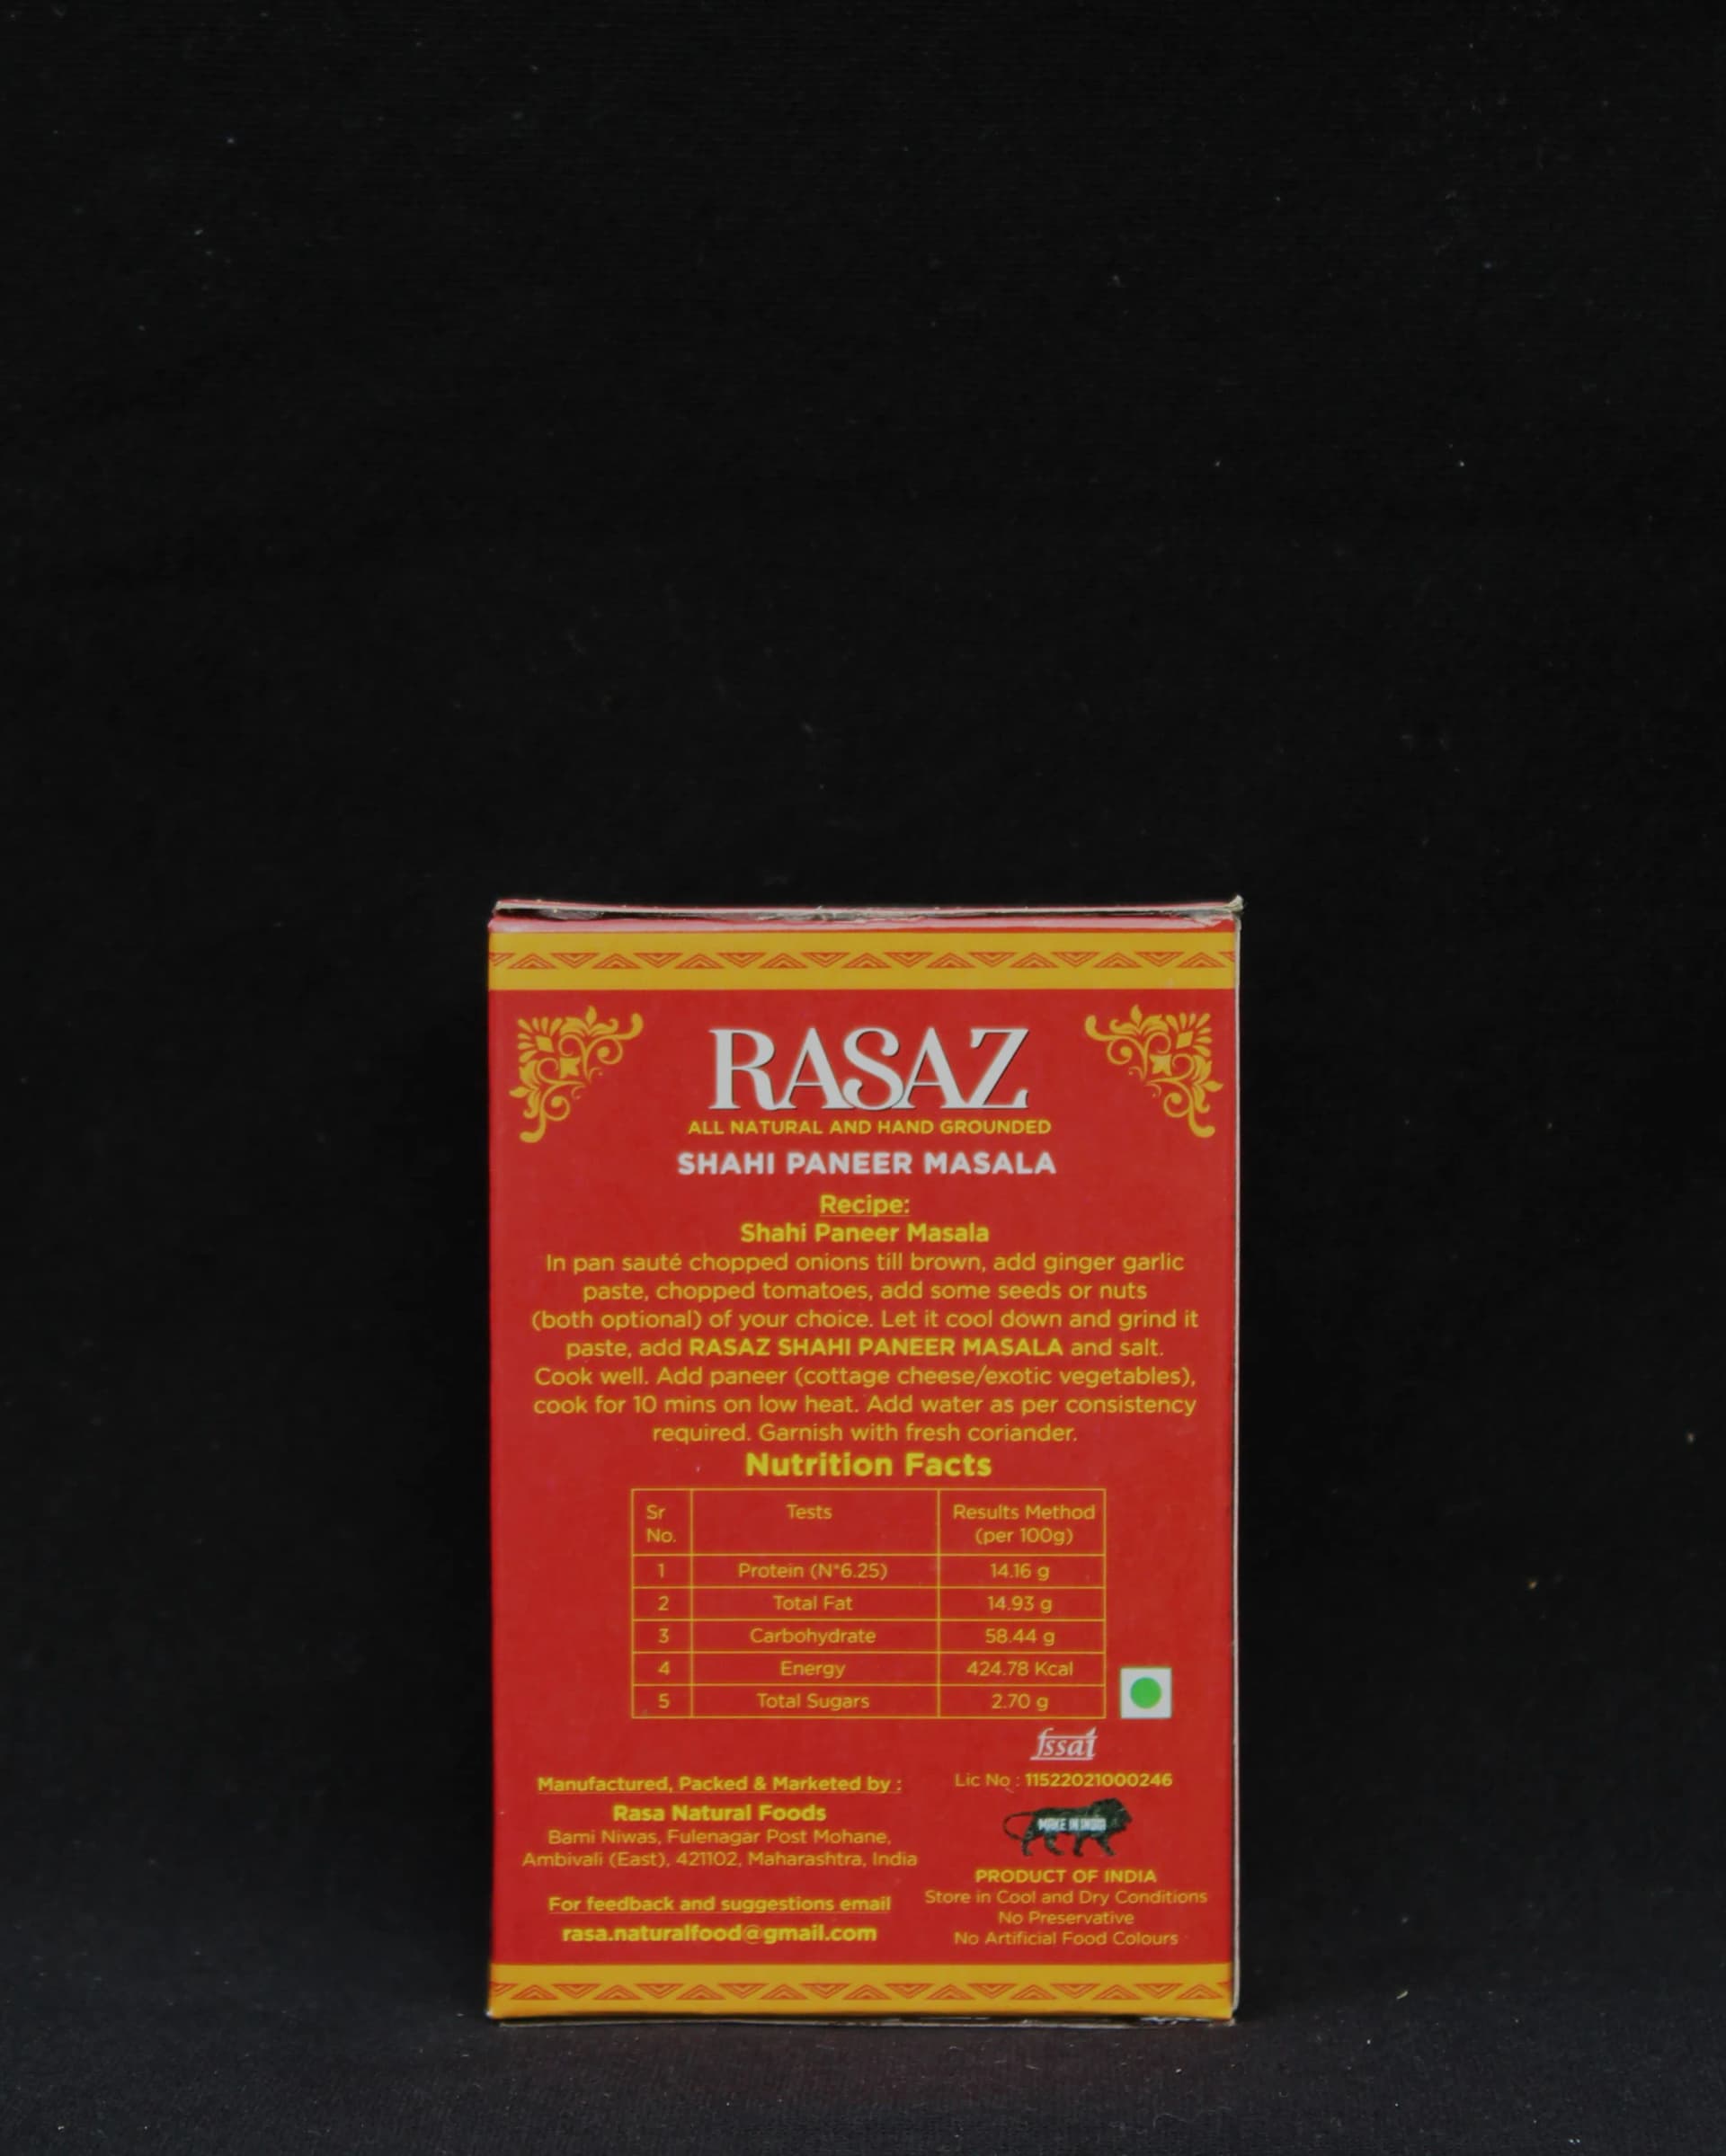 RASAZ
ALL NATURAL AND HAND GROUNDED
SHAHI PANEER MASALA
Recipe:
Shahi Paneer Masala
In pan sauté chopped onions till brown, add ginger garlic
paste, chopped tomatoes, add some seeds or nuts
(both optional) of your choice. Let it cool down and grind it
paste, add RASAZ SHAHI PANEER MASALA and salt.
Cook well. Add paneer (cottage cheese/exotic vegetables),
cook for 10 mins on low heat. Add water as per consistency
required. Garnish with fresh coriander.
Nutrition Facts
Sr No. Tests Results Method (per 100g)
1 Protein (N*6.25) 14.16 g
2 Total Fat 14.93 g
3 Carbohydrate 58.44 g
4 Energy 424.78 Kcal
5 Total Sugars 2.70 g
fssai
Lic No : 11522021000246
Manufactured, Packed & Marketed by :
Rasa Natural Foods
Bami Niwas, Fulenagar Post Mohane,
Ambivali (East), 421102, Maharashtra, India
For feedback and suggestions email
rasa.naturalfood@gmail.com
MAKE IN INDIA
PRODUCT OF INDIA
Store in Cool and Dry Conditions
No Preservative
No Artificial Food Colours